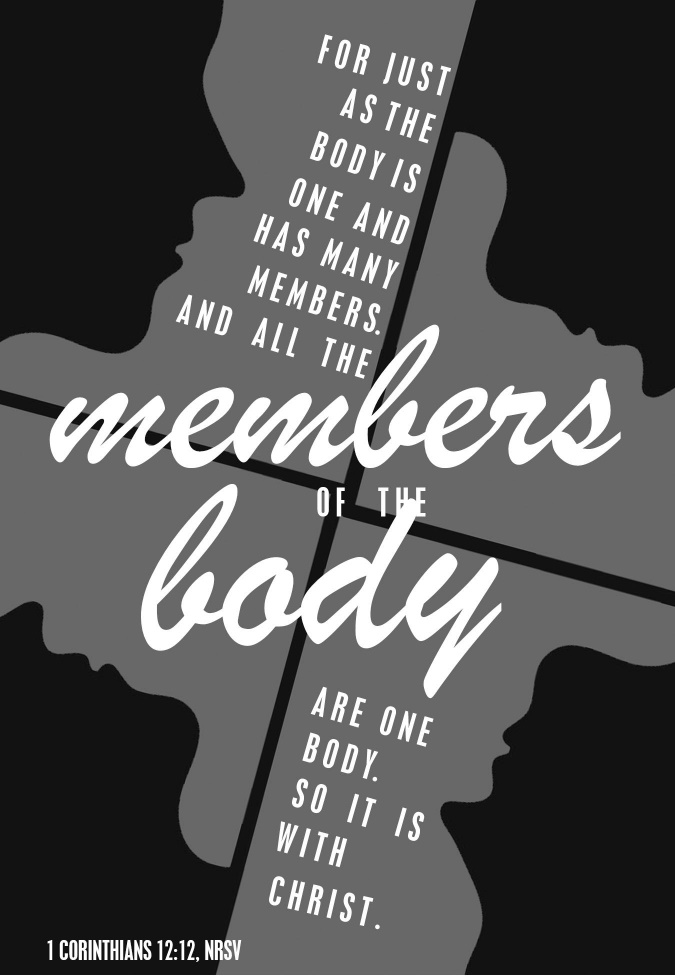 FOR JUST
AS THE
BODY IS
ONE AND
HAS MANY
MEMBERS.
AND ALL THE
members
OF THE
body
ARE ONE
BODY.
SO IT IS
WITH
CHRIST.
1 CORINTHIANS 12:12, NRSV